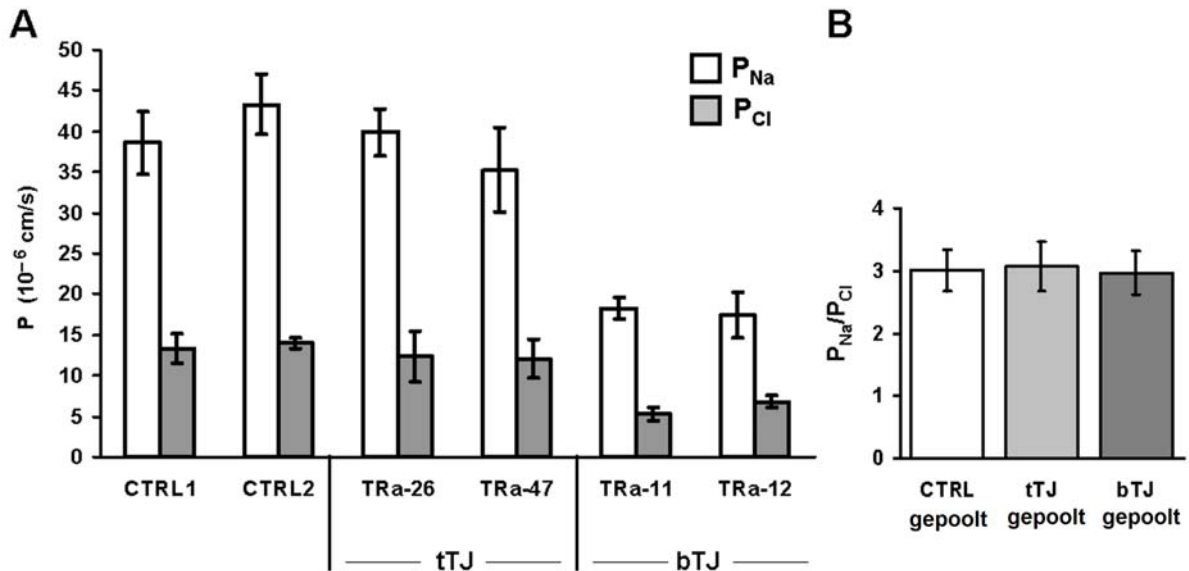 A
50
45
40
35
30
25
20
15
10
5
0
P (10⁻⁶ cm/s)
P_Na
P_Cl
CTRL1 CTRL2 TRa-26 TRa-47 TRa-11 TRa-12
tTJ bTJ
B
4
3
2
1
0
P_Na/P_Cl
CTRL tTJ bTJ
gepoolt gepoolt gepoolt